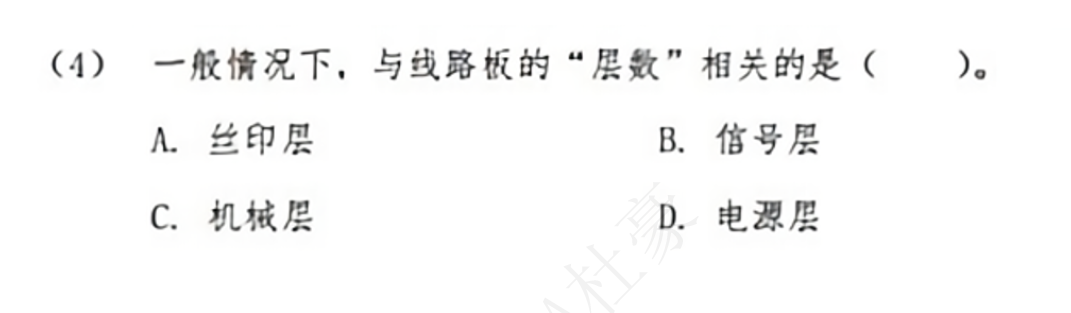 （4） 一般情况下，与线路板的“层数”相关的是（  ）。
A. 丝印层 B. 信号层
C. 机械层 D. 电源层
杜豪